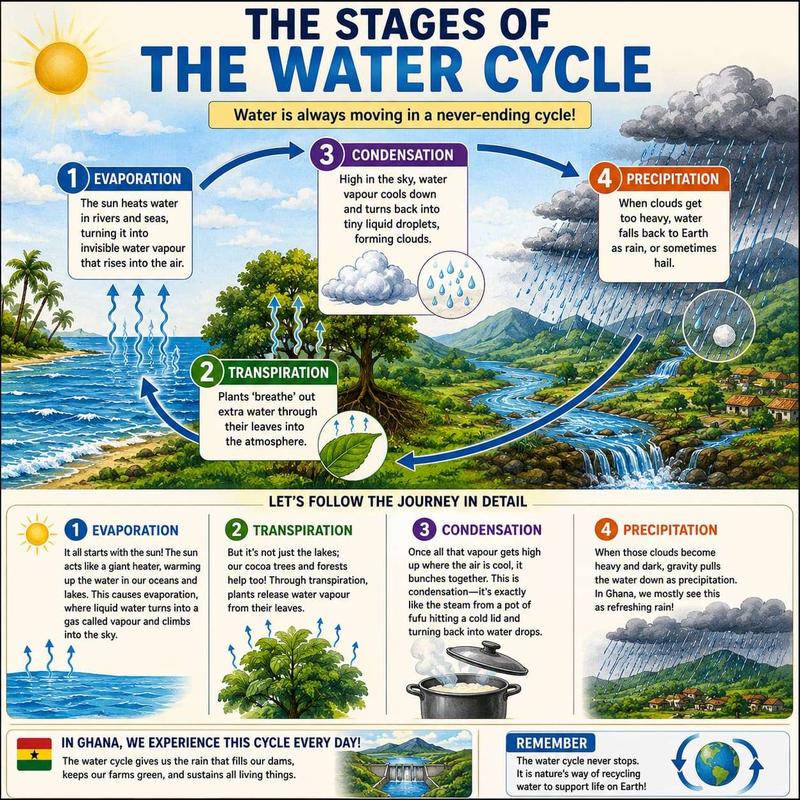 THE STAGES OF
THE WATER CYCLE
Water is always moving in a never-ending cycle!
1 EVAPORATION
The sun heats water
in rivers and seas,
turning it into
invisible water vapour
that rises into the air.
3 CONDENSATION
High in the sky, water
vapour cools down
and turns back into
tiny liquid droplets,
forming clouds.
4 PRECIPITATION
When clouds get
too heavy, water
falls back to Earth
as rain, or sometimes
hail.
2 TRANSPIRATION
Plants ‘breathe’ out
extra water through
their leaves into
the atmosphere.
LET’S FOLLOW THE JOURNEY IN DETAIL
1 EVAPORATION
It all starts with the sun! The sun
acts like a giant heater, warming
up the water in our oceans and
lakes. This causes evaporation,
where liquid water turns into a
gas called vapour and climbs
into the sky.
2 TRANSPIRATION
But it’s not just the lakes;
our cocoa trees and forests
help too! Through transpiration,
plants release water vapour
from their leaves.
3 CONDENSATION
Once all that vapour gets high
up where the air is cool, it
bunches together. This is
condensation—it’s exactly
like the steam from a pot of
fufu hitting a cold lid and
turning back into water drops.
4 PRECIPITATION
When those clouds become
heavy and dark, gravity pulls
the water down as precipitation.
In Ghana, we mostly see this
as refreshing rain!
IN GHANA, WE EXPERIENCE THIS CYCLE EVERY DAY!
The water cycle gives us the rain that fills our dams,
keeps our farms green, and sustains all living things.
REMEMBER
The water cycle never stops.
It is nature’s way of recycling
water to support life on Earth!